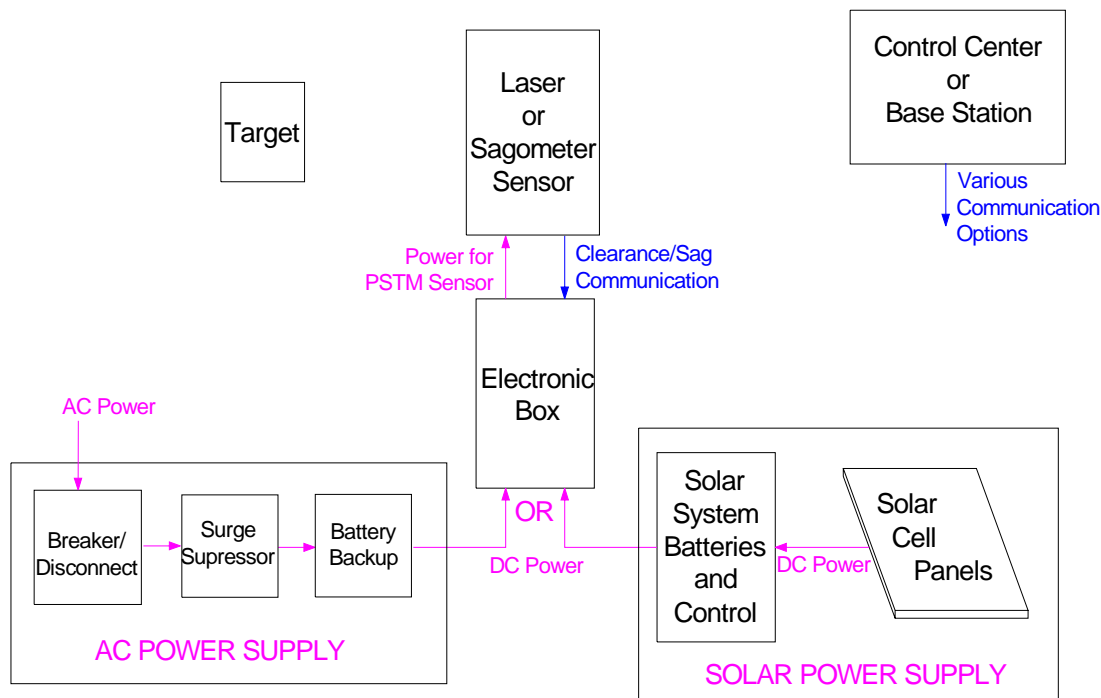 Target
Laser
or
Sagometer
Sensor
Control Center
or
Base Station
Various
Communication
Options
Power for
PSTM Sensor
Clearance/Sag
Communication
Electronic
Box
AC Power
Breaker/
Disconnect
Surge
Supressor
Battery
Backup
OR
DC Power
Solar
System
Batteries
and
Control
DC Power
Solar
Cell
Panels
AC POWER SUPPLY
SOLAR POWER SUPPLY